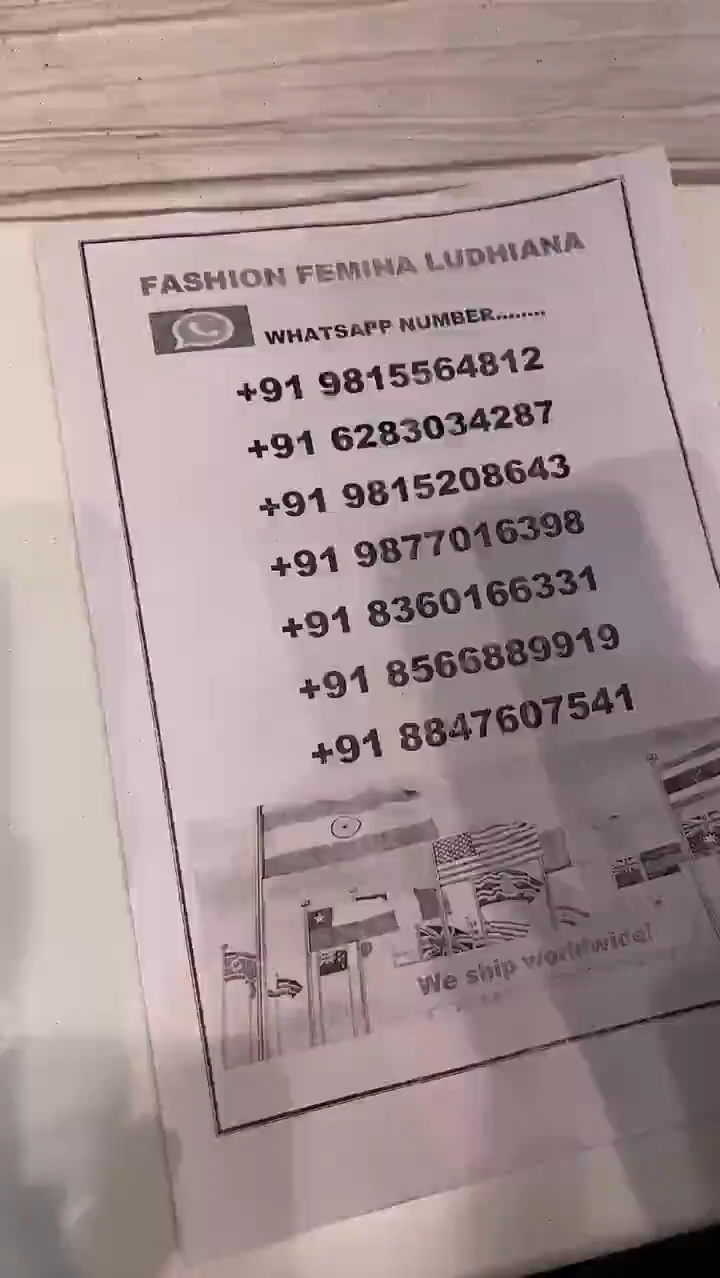 FASHION FEMINA LUDHIANA
WHATSAPP NUMBER........
+91 9815564812
+91 6283034287
+91 9815208643
+91 9877016398
+91 8360166331
+91 8566889919
+91 8847607541
We ship worldwide!